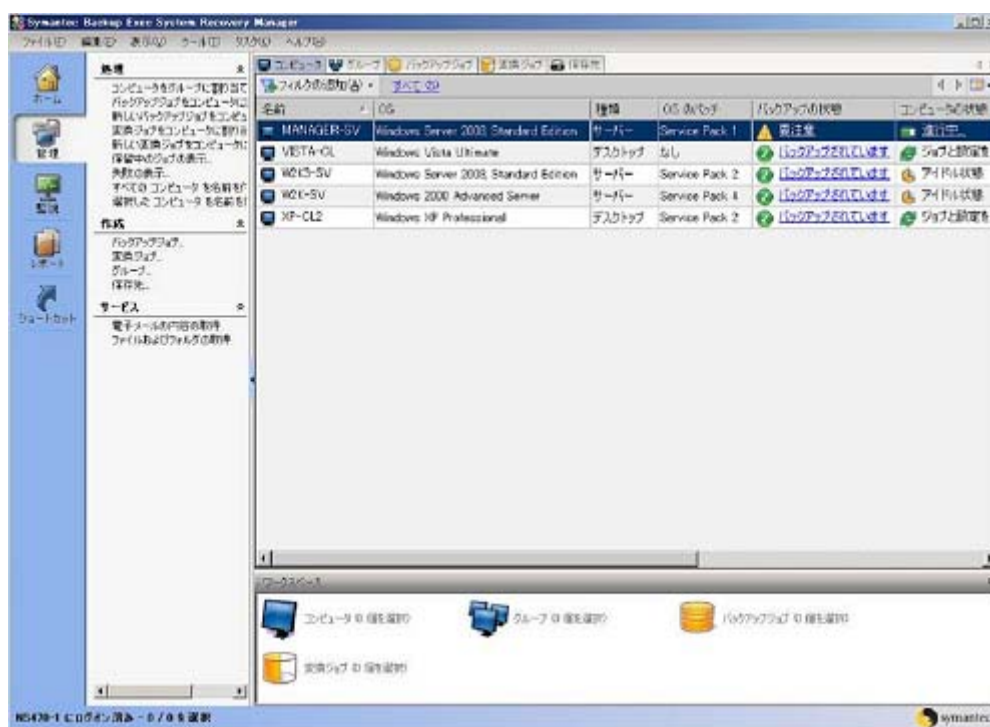 Symantec Backup Exec System Recovery Manager
ファイル(F) 編集(E) 表示(V) ツール(T) タスク(K) ヘルプ(H)
ホーム
管理
監視
レポート
ショートカット
処理
コンピュータをグループに割り当て
バックアップジョブをコンピュータに
新しいバックアップジョブをコンピュ
変換ジョブをコンピュータに割り当
新しい変換ジョブをコンピュータに
保留中のジョブの表示...
失敗の表示...
すべての コンピュータ を名前を
選択した コンピュータ を名前を
作成
バックアップジョブ...
変換ジョブ...
グループ...
保存先...
サービス
電子メールの内容の取得
ファイルおよびフォルダの取得
コンピュータ グループ バックアップジョブ 変換ジョブ 保存先
フィルタの追加(A) すべて (5)
名前 OS 種類 OS のパッチ バックアップの状態 コンピュータの状態
MANAGER-SV Windows Server 2003, Standard Edition サーバー Service Pack 1 要注意 進行中...
VISTA-CL Windows Vista Ultimate デスクトップ なし バックアップされています ジョブと設定を
W2K3-SV Windows Server 2003, Standard Edition サーバー Service Pack 2 バックアップされています アイドル状態
W2K-SV Windows 2000 Advanced Server サーバー Service Pack 4 バックアップされています アイドル状態
XP-CL2 Windows XP Professional デスクトップ Service Pack 2 バックアップされています ジョブと設定を
ワークスペース
コンピュータ (0 個を選択)
グループ (0 個を選択)
バックアップジョブ (0 個を選択)
変換ジョブ (0 個を選択)
NS420-1 にログオン済み - 0 / 0 を選択
symantec